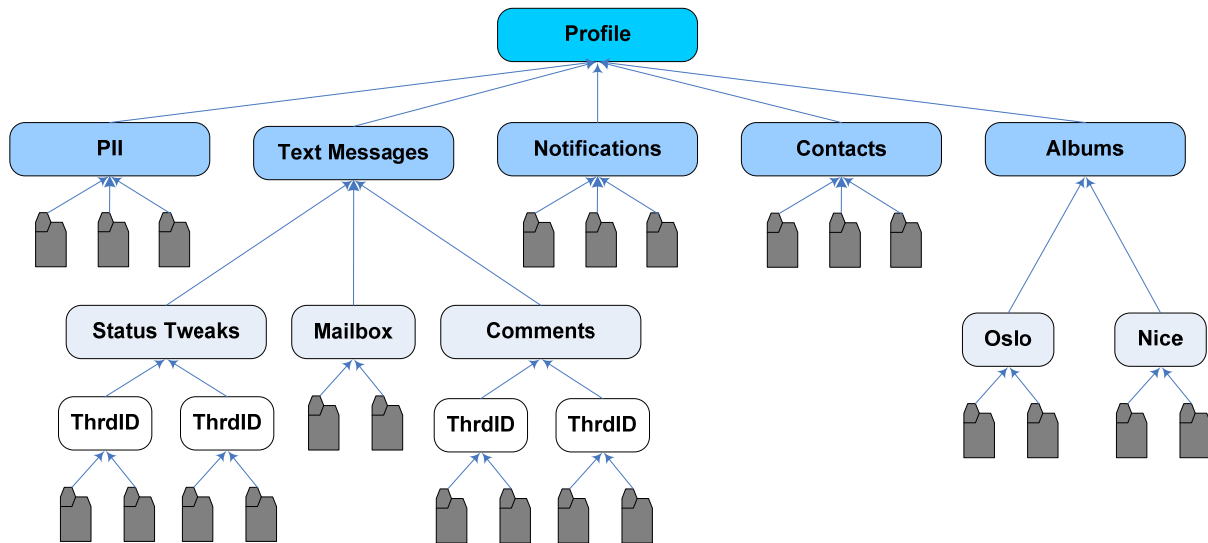 Profile
PII
Text Messages
Notifications
Contacts
Albums
Status Tweaks
Mailbox
Comments
Oslo
Nice
ThrdID
ThrdID
ThrdID
ThrdID